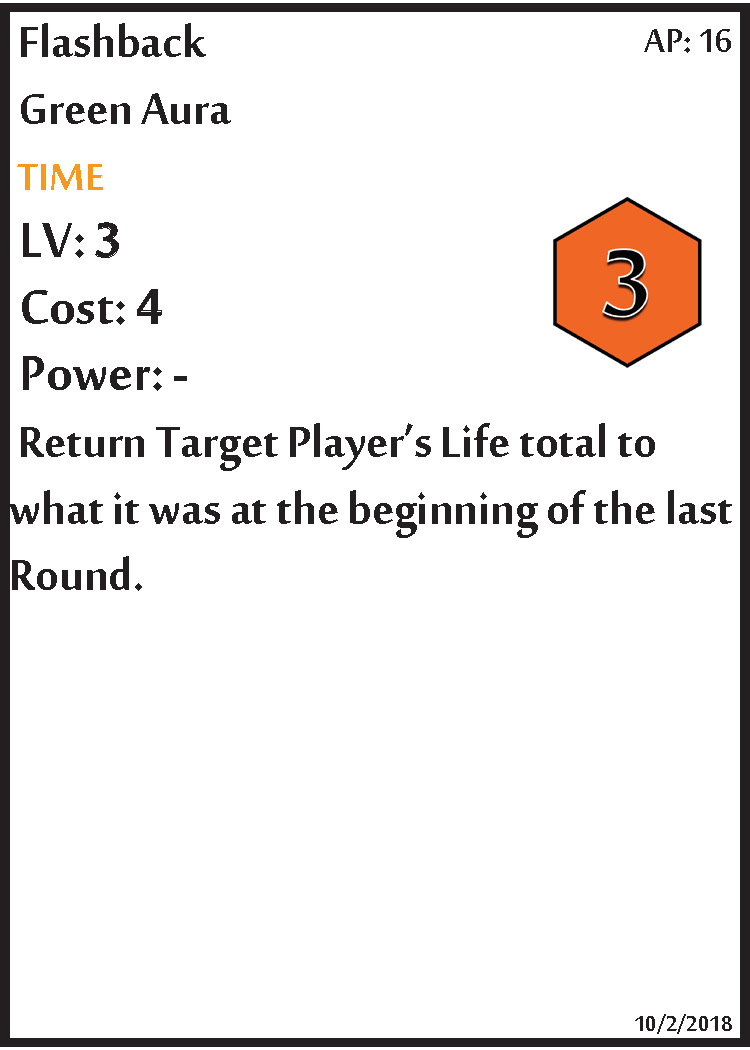 Flashback
AP: 16
Green Aura
TIME
LV: 3
Cost: 4
3
Power: -
Return Target Player’s Life total to
what it was at the beginning of the last
Round.
10/2/2018